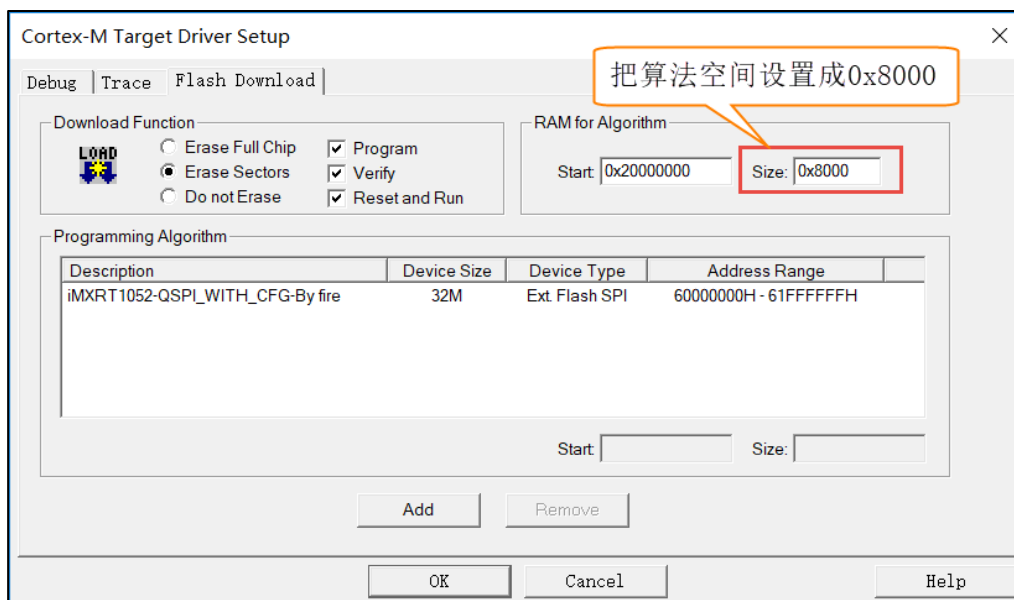 Cortex-M Target Driver Setup
Debug Trace Flash Download
把算法空间设置成0x8000
Download Function
LOAD
Erase Full Chip
Erase Sectors
Do not Erase
Program
Verify
Reset and Run
RAM for Algorithm
Start: 0x20000000 Size: 0x8000
Programming Algorithm
Description Device Size Device Type Address Range
iMXRT1052-QSPI_WITH_CFG-By fire 32M Ext. Flash SPI 60000000H - 61FFFFFFH
Start: Size:
Add Remove
OK Cancel Help